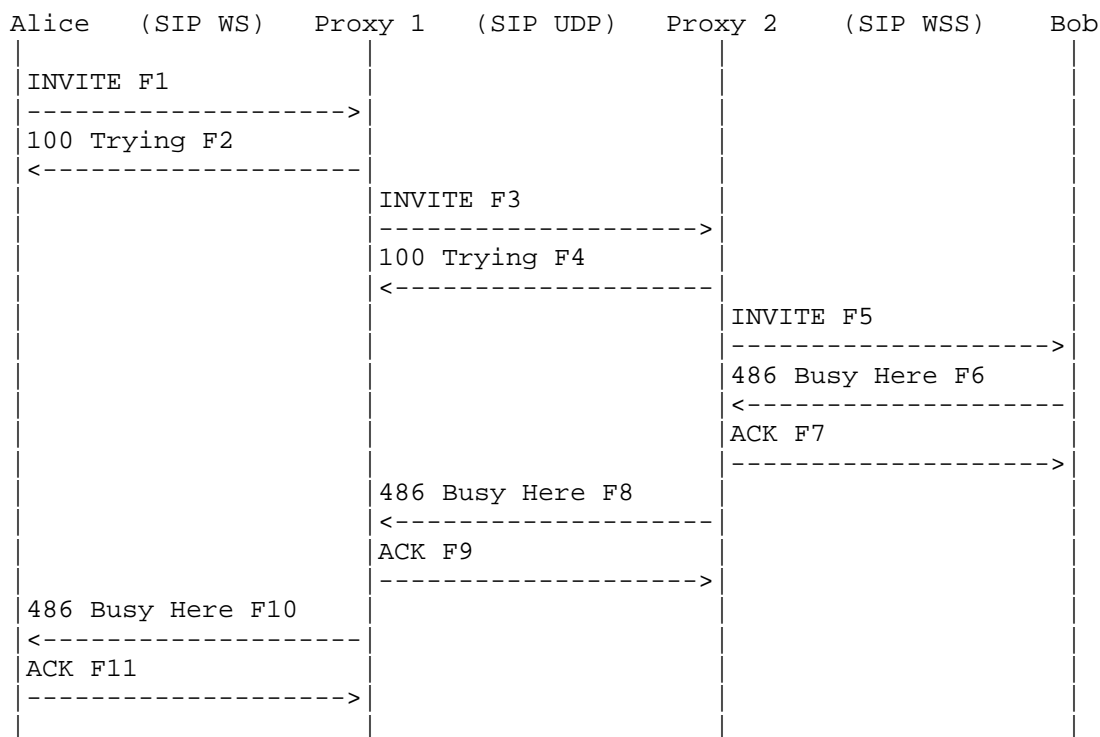 Alice (SIP WS) Proxy 1 (SIP UDP) Proxy 2 (SIP WSS) Bob
INVITE F1
100 Trying F2
INVITE F3
100 Trying F4
INVITE F5
486 Busy Here F6
ACK F7
486 Busy Here F8
ACK F9
486 Busy Here F10
ACK F11